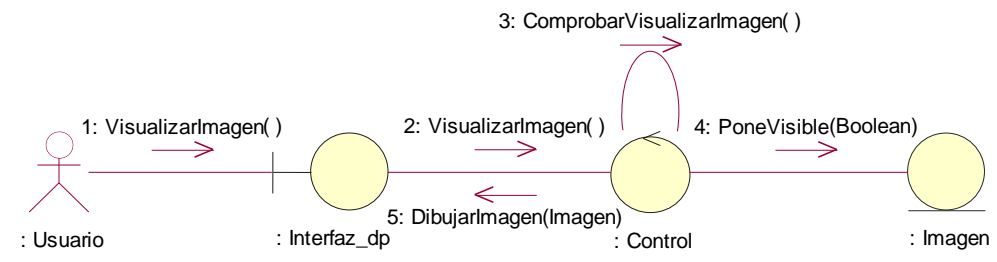 3: ComprobarVisualizarImagen( )
1: VisualizarImagen( )
2: VisualizarImagen( )
4: PoneVisible(Boolean)
5: DibujarImagen(Imagen)
: Usuario
: Interfaz_dp
: Control
: Imagen